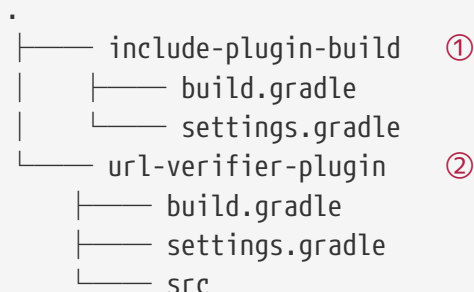 .
├── include-plugin-build ①
│   ├── build.gradle
│   └── settings.gradle
└── url-verifier-plugin ②
    ├── build.gradle
    ├── settings.gradle
    └── src